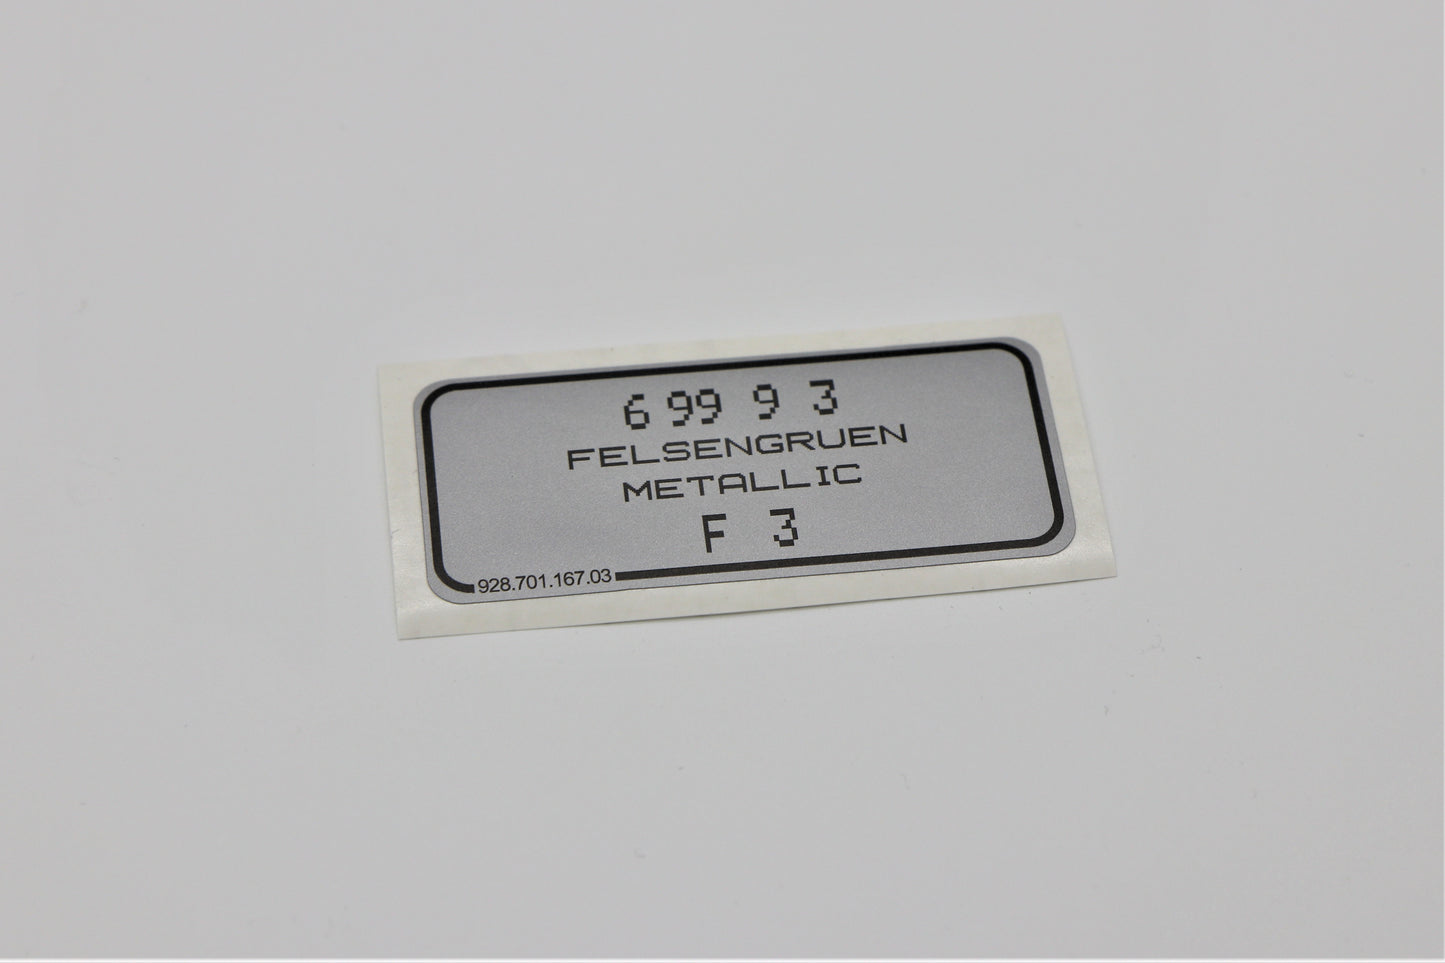 6 99 9 3
FELSENGRUEN
METALLIC
F 3
928.701.167.03